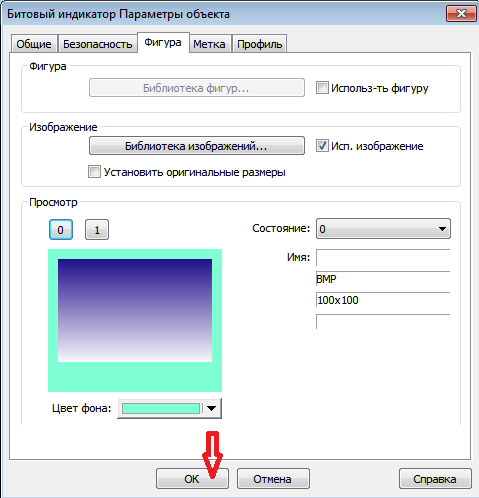 Битовый индикатор Параметры объекта
Общие Безопасность Фигура Метка Профиль
Фигура
Библиотека фигур... Использ-ть фигуру
Изображение
Библиотека изображений... Исп. изображение
Установить оригинальные размеры
Просмотр
0 1 Состояние: 0
Имя:
BMP
100x100
Цвет фона:
OK Отмена Справка